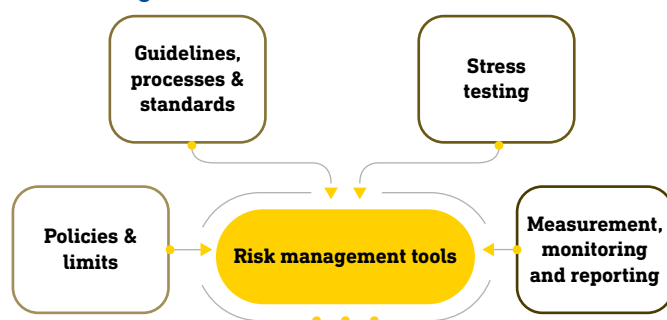 Guidelines,
processes &
standards
Stress
testing
Policies &
limits
Risk management tools
Measurement,
monitoring
and reporting